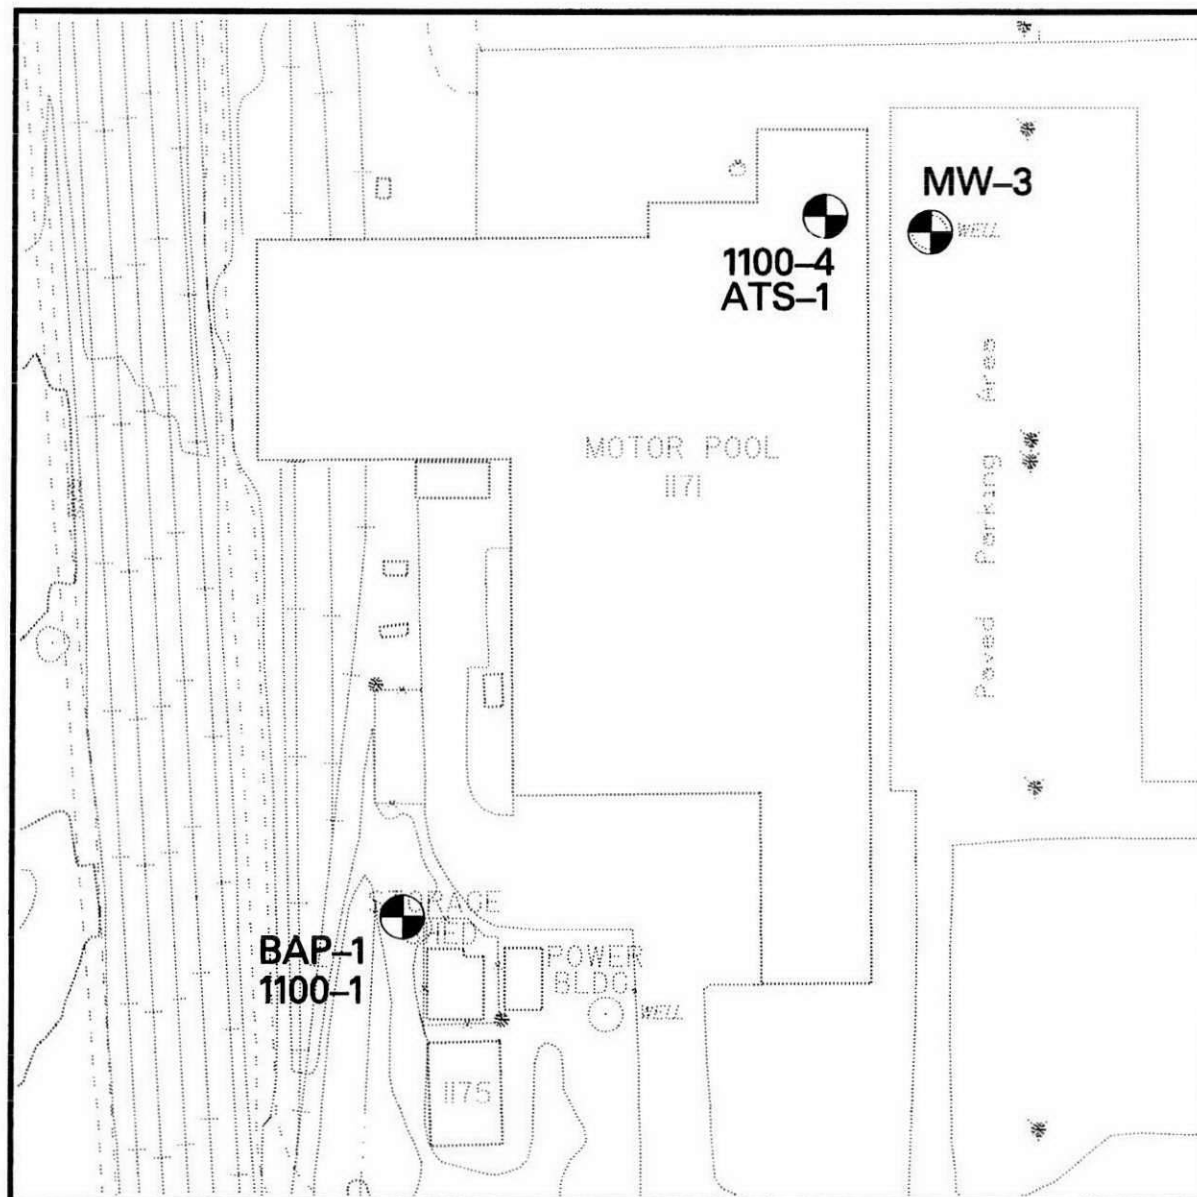 MW–3
WELL
1100–4
ATS–1
Paved Parking Area
MOTOR POOL
1171
STORAGE
SHED
BAP–1
1100–1
POWER
BLDG.
WELL
1175